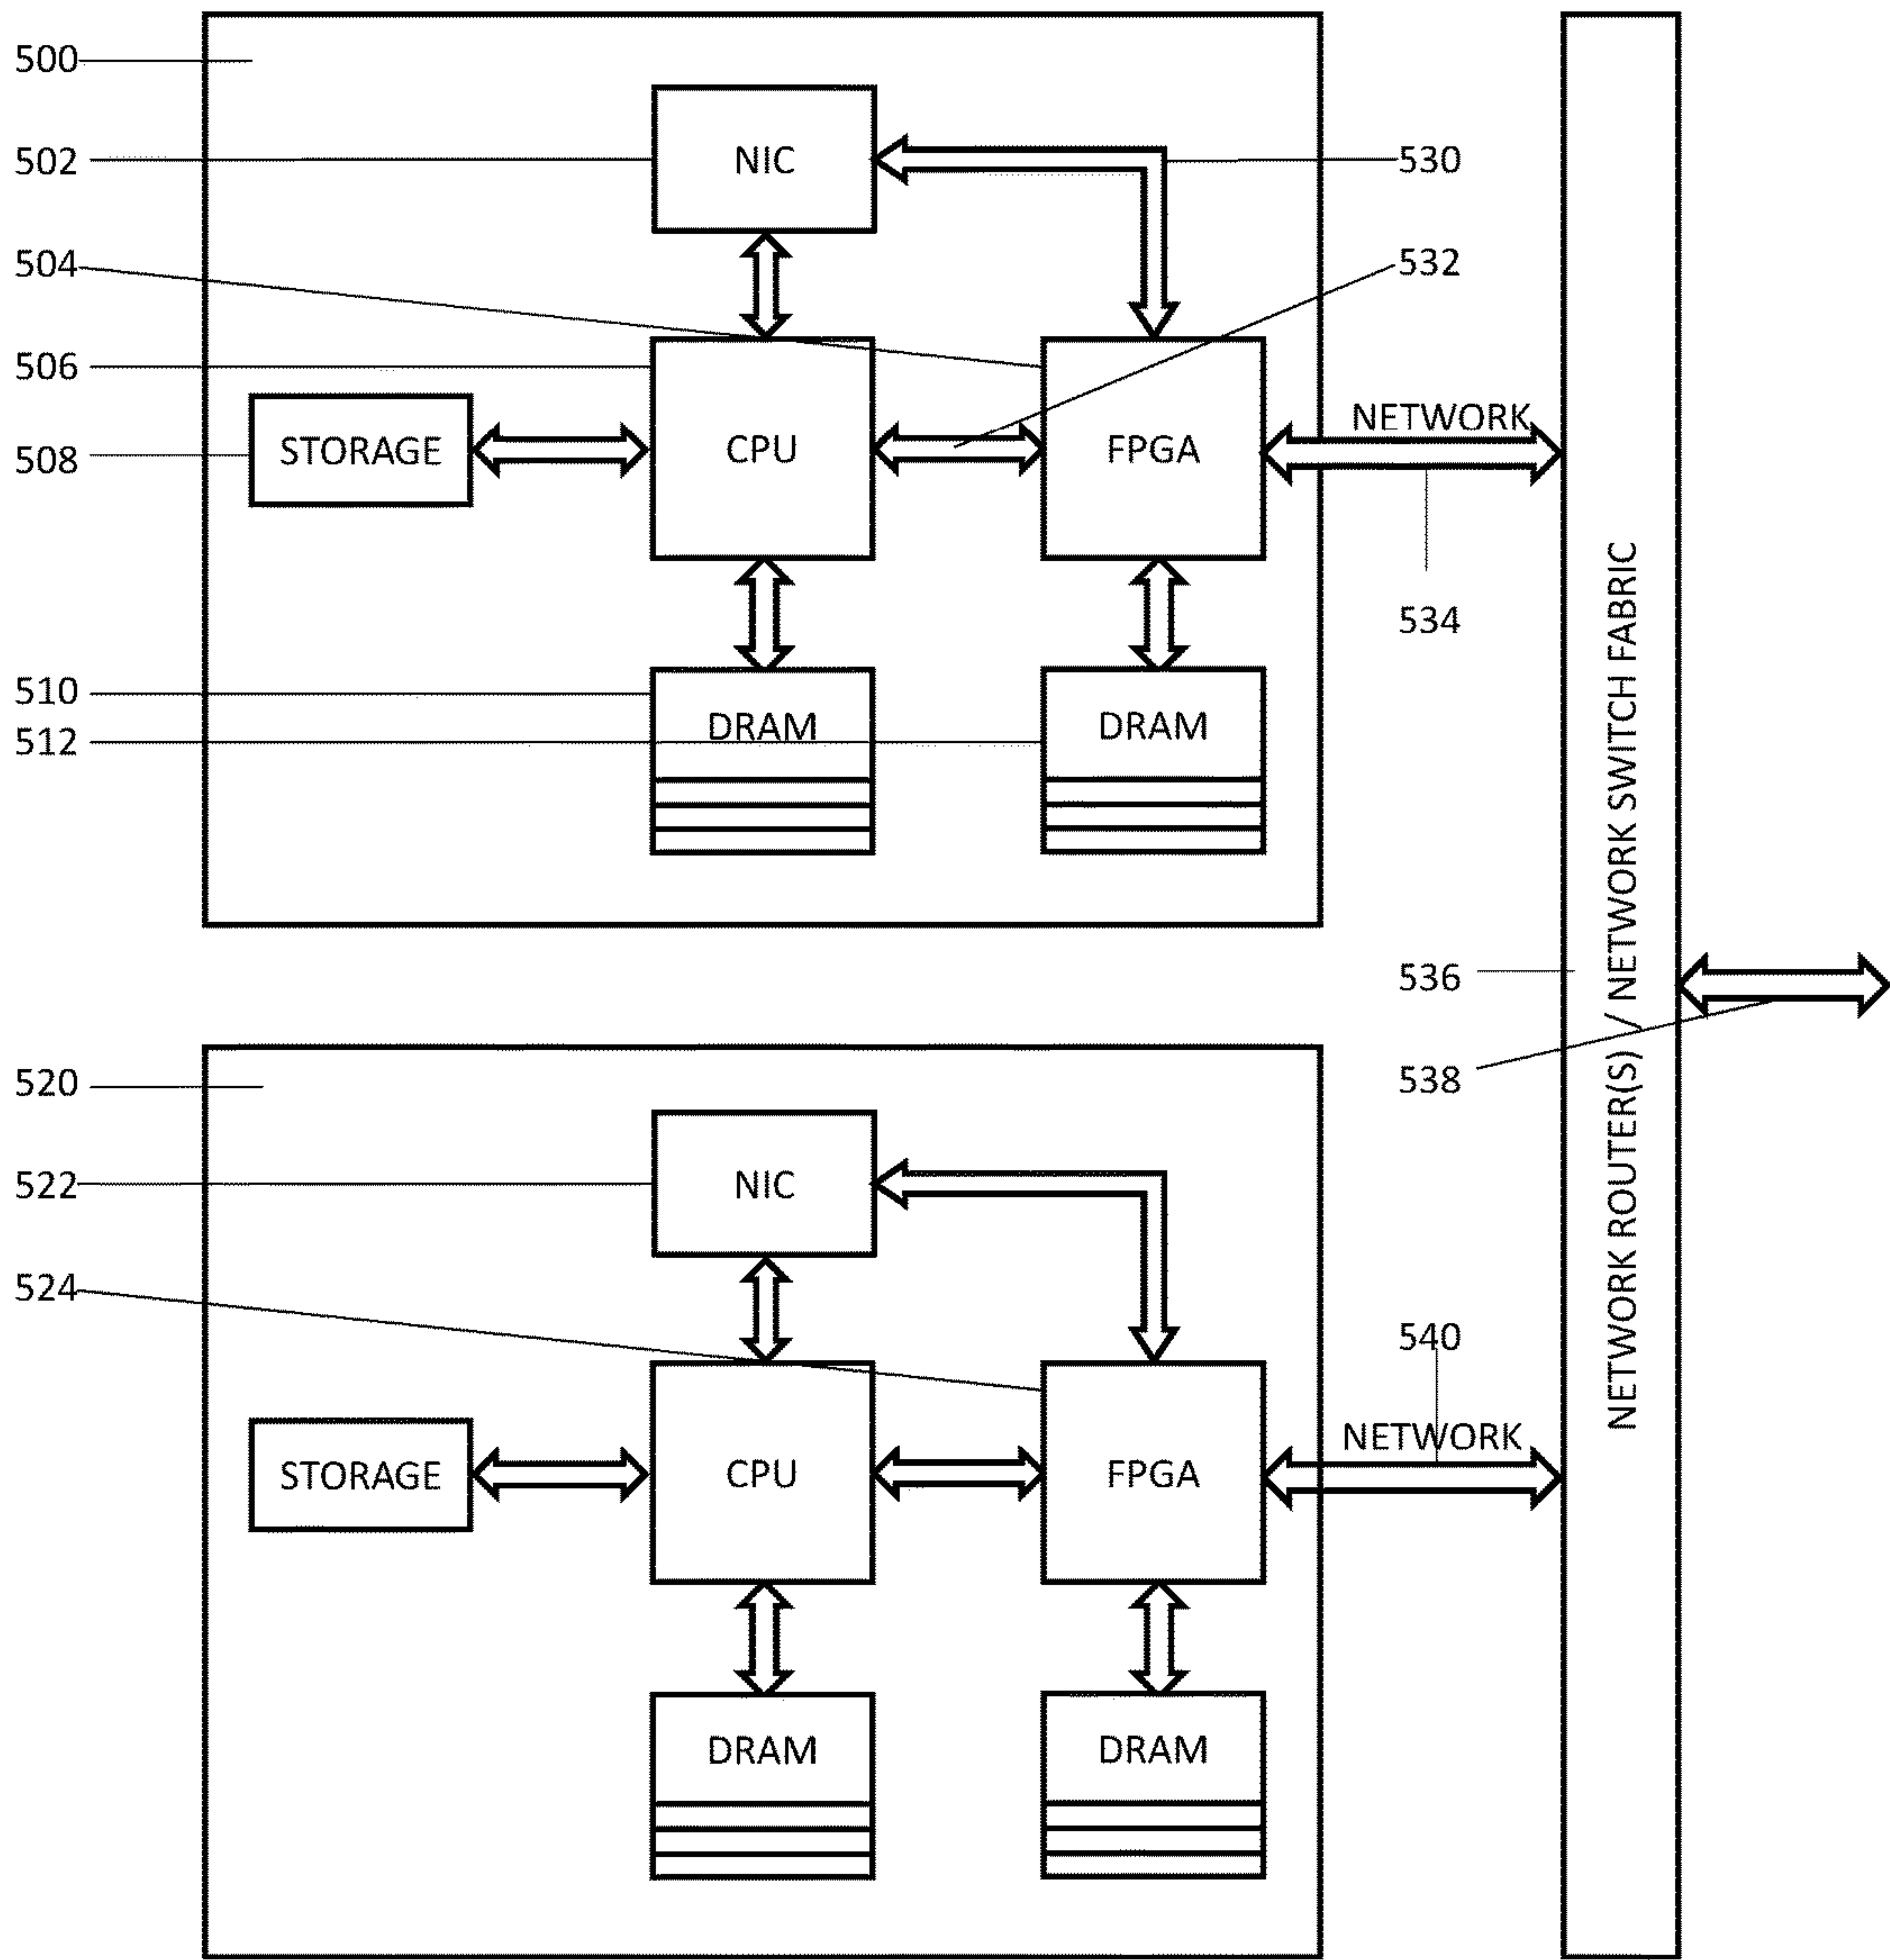 500
502
NIC
530
504
532
506
NETWORK
508
STORAGE
CPU
FPGA
534
510
512
DRAM
DRAM
NETWORK ROUTER(S) / NETWORK SWITCH FABRIC
536
538
520
522
NIC
524
540
NETWORK
STORAGE
CPU
FPGA
DRAM
DRAM